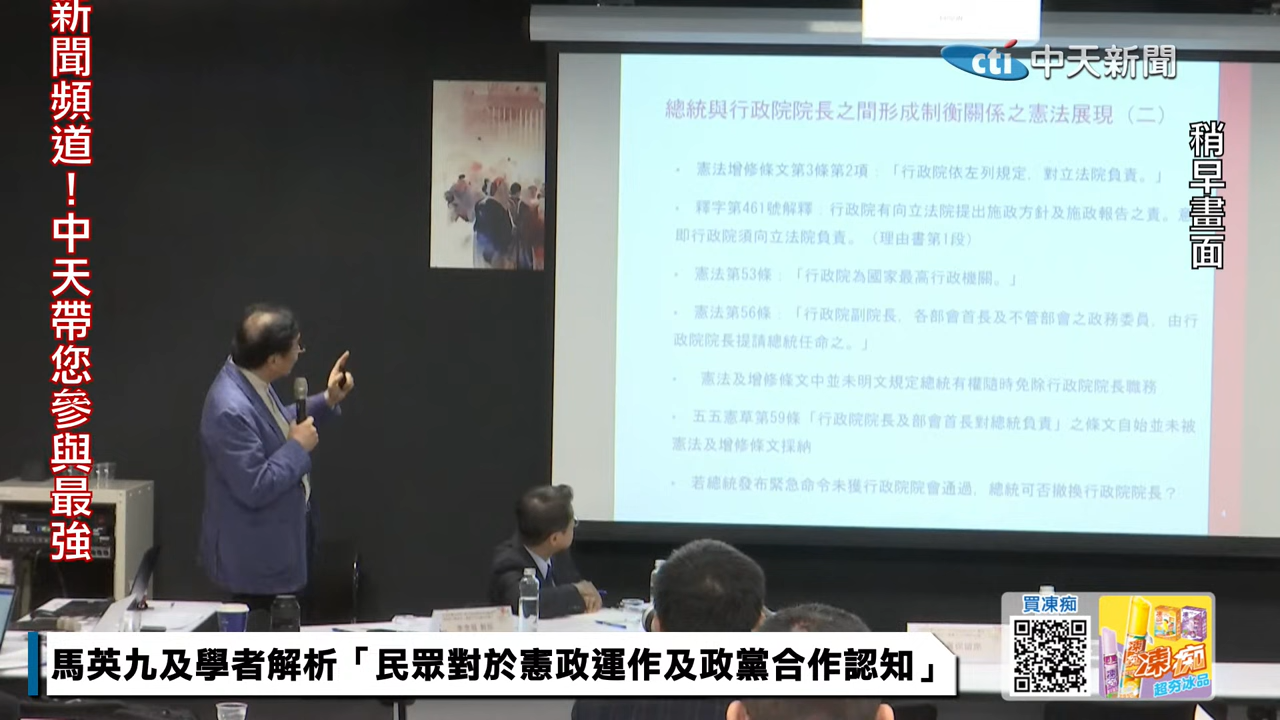 新聞頻道！中天帶您參與最強
cti 中天新聞
稍早畫面
總統與行政院院長之間形成制衡關係之憲法展現（二）
• 憲法增修條文第3條第2項：「行政院依左列規定，對立法院負責。」
• 釋字第461號解釋：行政院有向立法院提出施政方針及施政報告之責。意
即行政院須向立法院負責。（理由書第1段）
• 憲法第53條：「行政院為國家最高行政機關。」
• 憲法第56條：「行政院副院長，各部會首長及不管部會之政務委員，由行
政院院長提請總統任命之。」
• 憲法及增修條文中並未明文規定總統有權隨時免除行政院院長職務
• 五五憲草第59條「行政院院長及部會首長對總統負責」之條文自始並未被
憲法及增修條文採納
• 若總統發布緊急命令未獲行政院院會通過，總統可否撤換行政院院長？
4
買凍痴
凍痴
超夯冰品
馬英九及學者解析「民眾對於憲政運作及政黨合作認知」